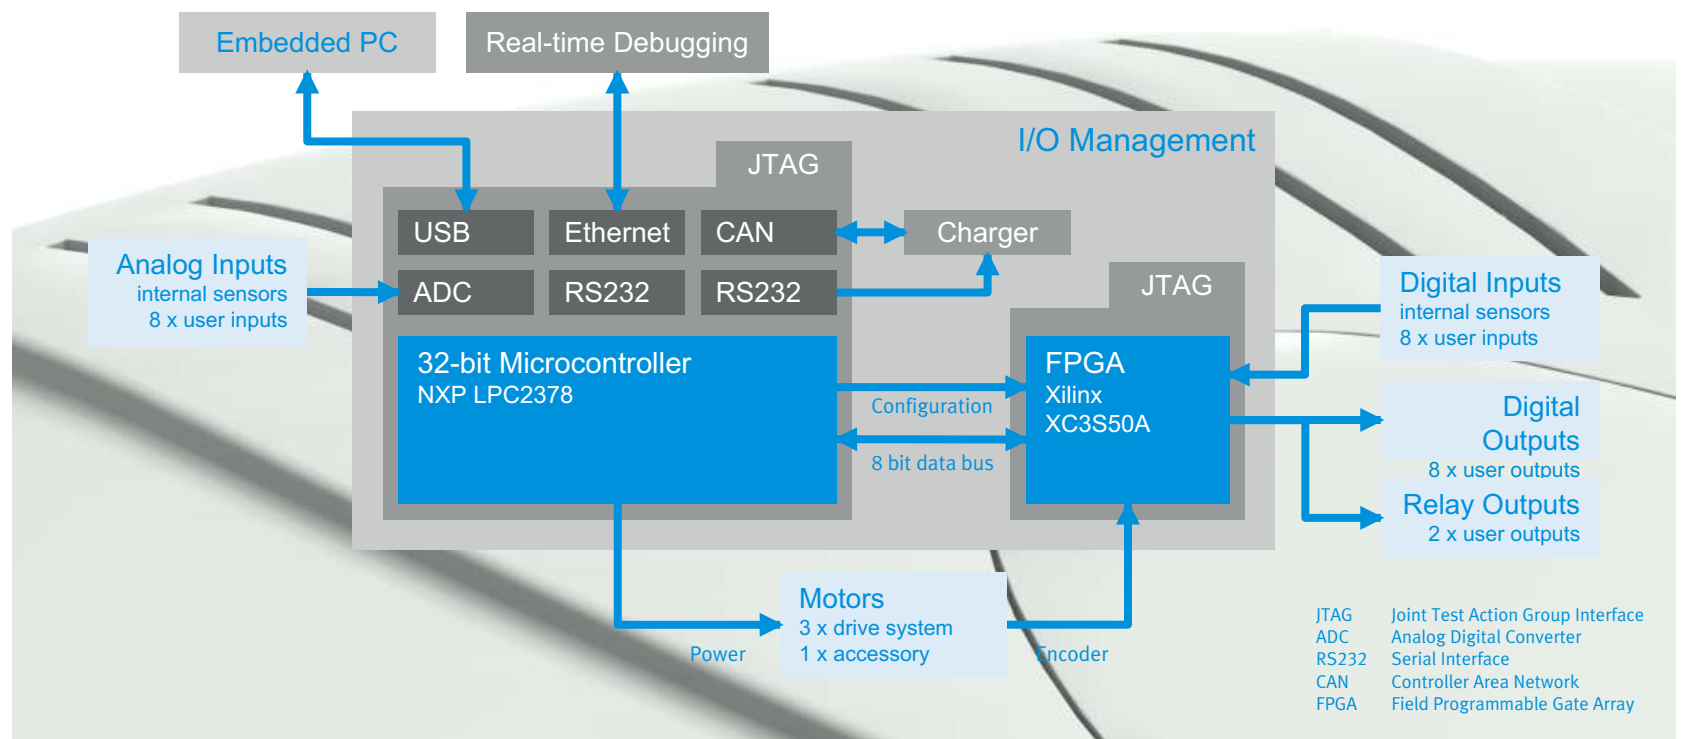 Embedded PC
Real-time Debugging
I/O Management
JTAG
USB
Ethernet
CAN
Charger
Analog Inputs
internal sensors
8 x user inputs
ADC
RS232
RS232
JTAG
Digital Inputs
internal sensors
8 x user inputs
32-bit Microcontroller
NXP LPC2378
Configuration
8 bit data bus
FPGA
Xilinx
XC3S50A
Digital
Outputs
8 x user outputs
Relay Outputs
2 x user outputs
Motors
3 x drive system
1 x accessory
Power
Encoder
JTAG Joint Test Action Group Interface
ADC Analog Digital Converter
RS232 Serial Interface
CAN Controller Area Network
FPGA Field Programmable Gate Array